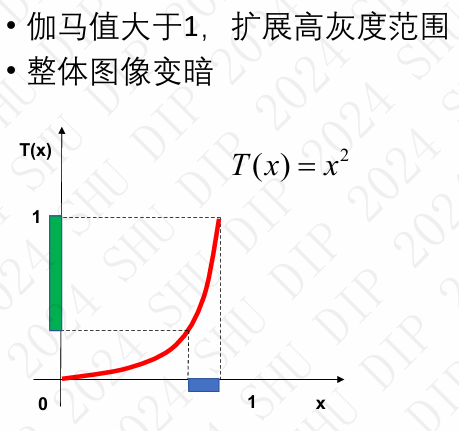 • 伽马值大于1，扩展高灰度范围
• 整体图像变暗
T(x)
T(x) = x²
1
0
1
x
2024 SHU DIP 2024 SHU DIP 2024 SHU DIP